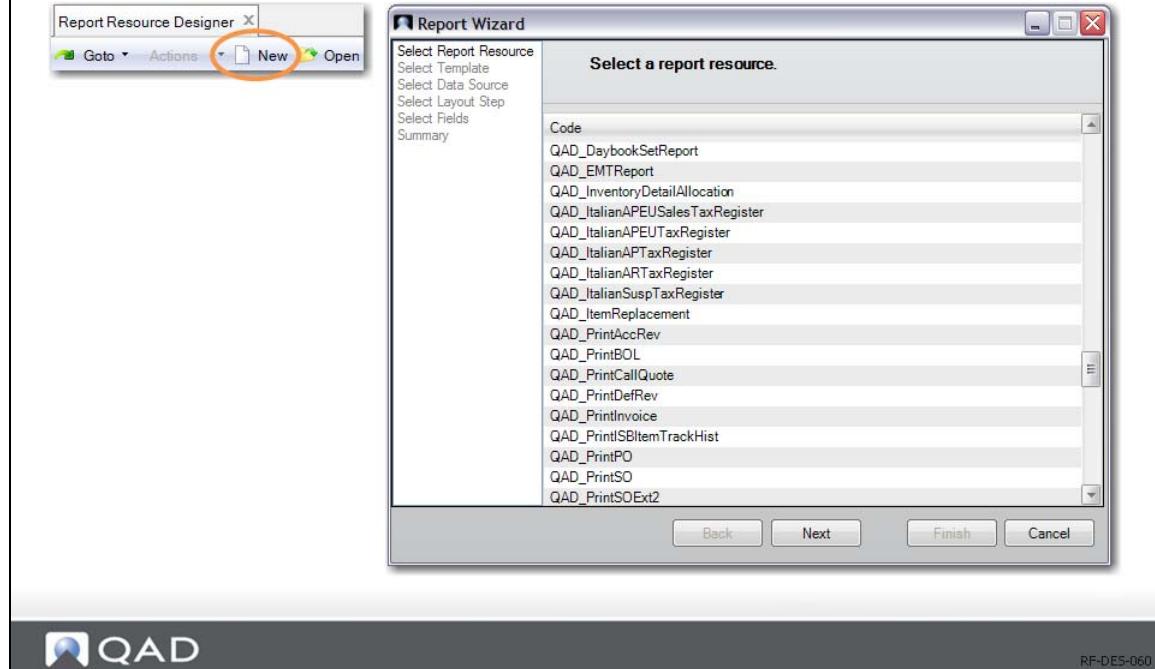 Report Resource Designer X
Goto Actions New Open
Report Wizard
Select Report Resource
Select Template
Select Data Source
Select Layout Step
Select Fields
Summary
Select a report resource.
Code
QAD_DaybookSetReport
QAD_EMTReport
QAD_InventoryDetailAllocation
QAD_ItalianAPEUSalesTaxRegister
QAD_ItalianAPEUTaxRegister
QAD_ItalianAPTaxRegister
QAD_ItalianARTaxRegister
QAD_ItalianSuspTaxRegister
QAD_ItemReplacement
QAD_PrintAccRev
QAD_PrintBOL
QAD_PrintCallQuote
QAD_PrintDefRev
QAD_PrintInvoice
QAD_PrintISBItemTrackHist
QAD_PrintPO
QAD_PrintSO
QAD_PrintSOExt2
Back Next Finish Cancel
QAD
RF-DES-060